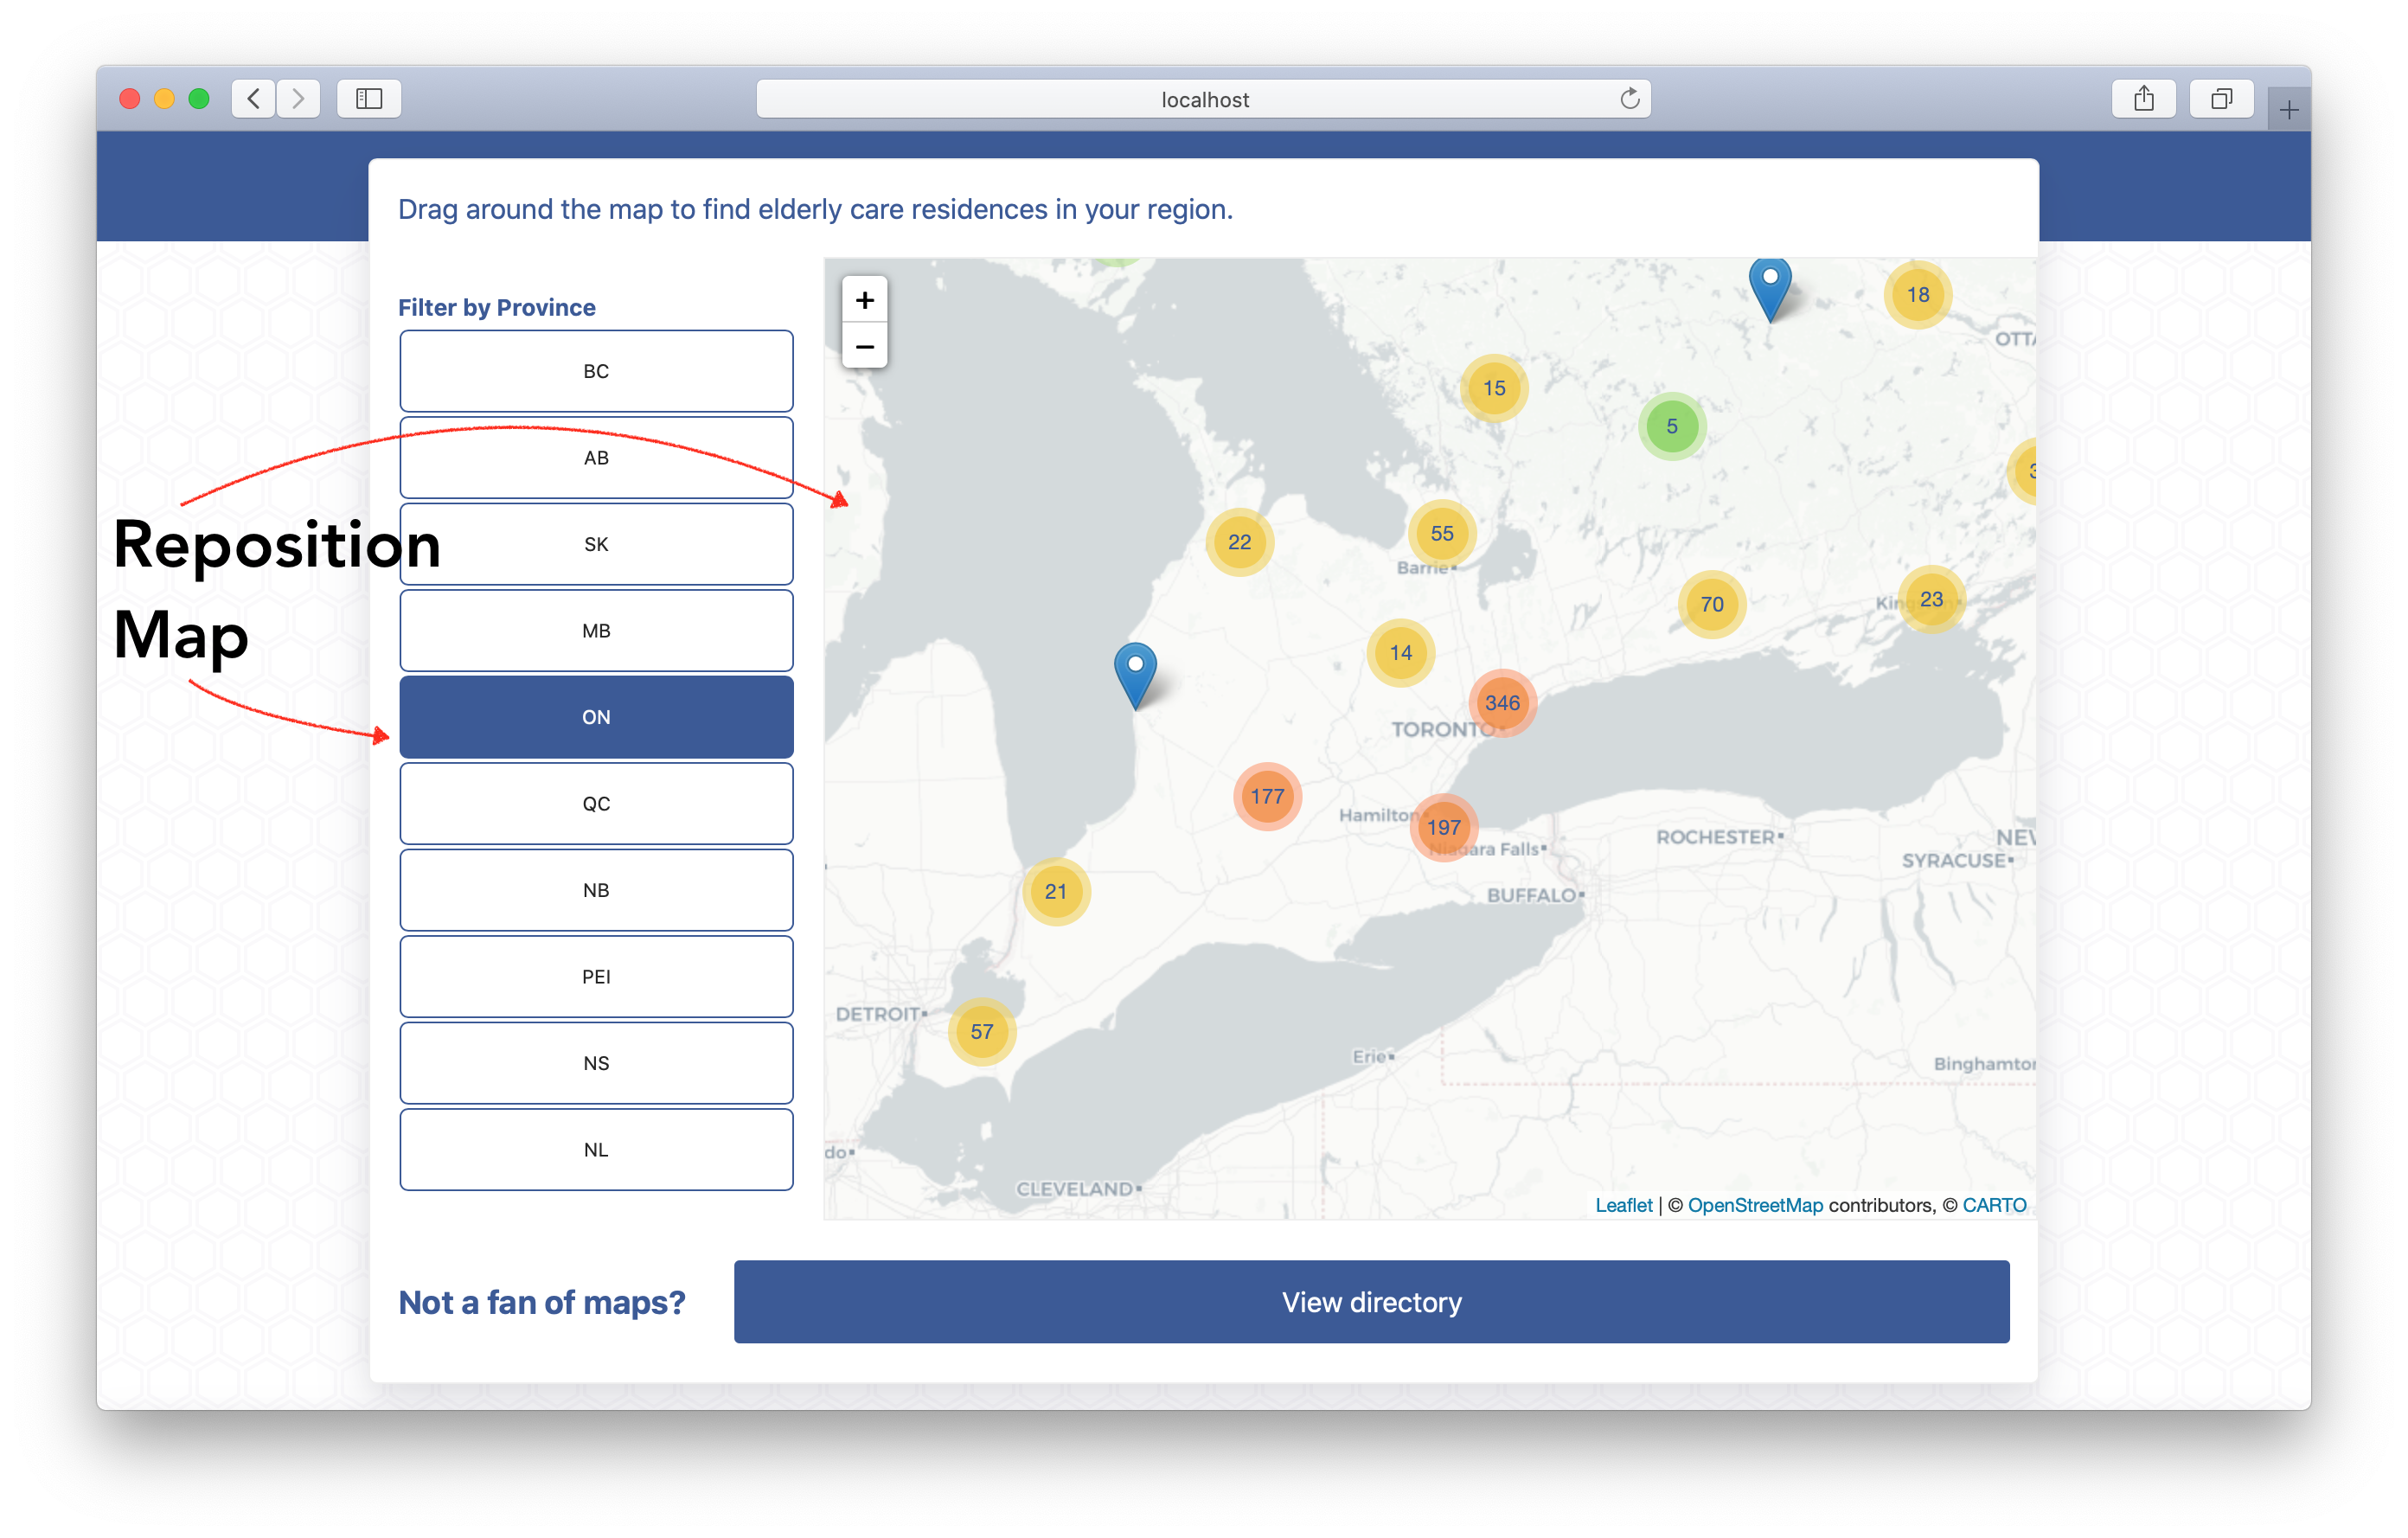 localhost
Drag around the map to find elderly care residences in your region.
Filter by Province
BC
AB
SK
MB
ON
QC
NB
PEI
NS
NL
Reposition
Map
+
−
18
OTTA
15
5
3
22
55
Barrie
70
23
14
346
TORONTO
177
Hamilton
197
Niagara Falls
ROCHESTER
NEW
SYRACUSE
BUFFALO
21
DETROIT
57
Erie
Binghamton
do
CLEVELAND
Leaflet | © OpenStreetMap contributors, © CARTO
Not a fan of maps?
View directory